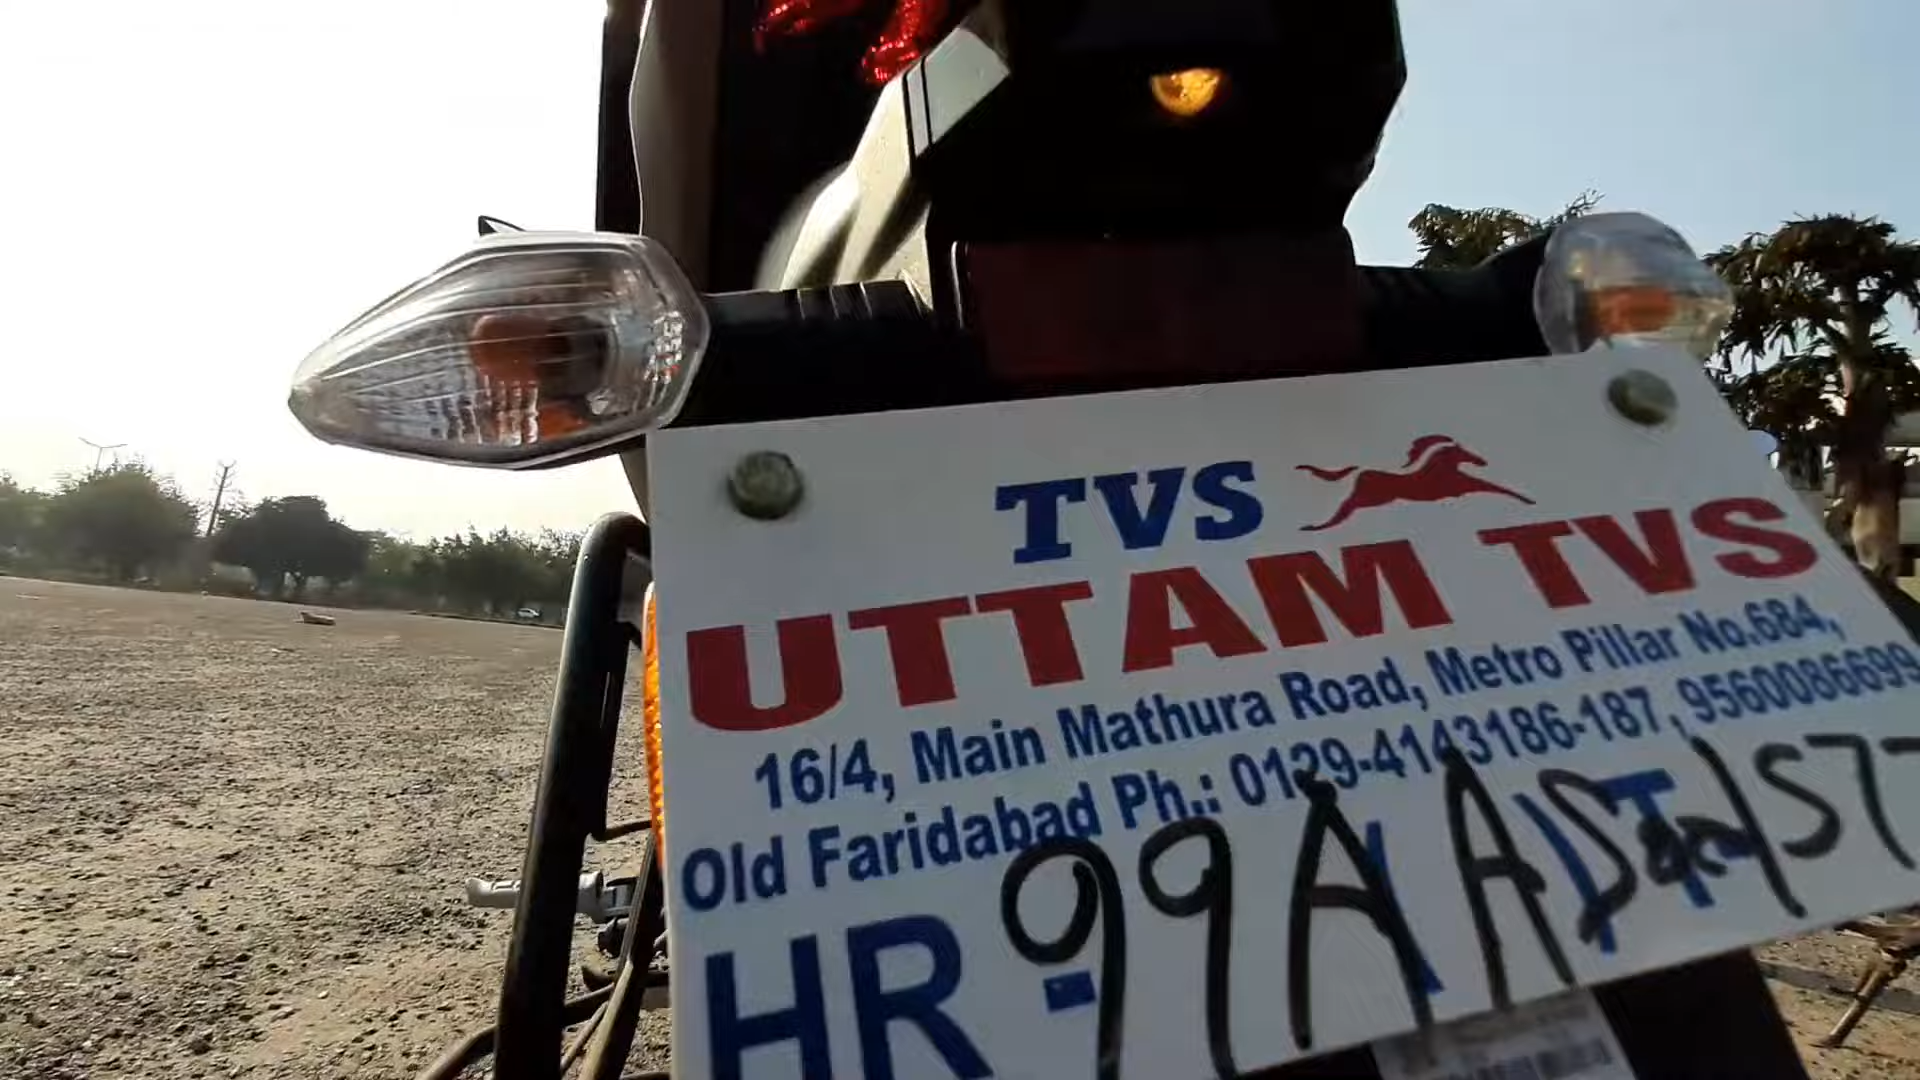 TVS
UTTAM TVS
16/4, Main Mathura Road, Metro Pillar No.684,
Old Faridabad Ph.: 0129-4143186-187, 9560086699
HR-99A A